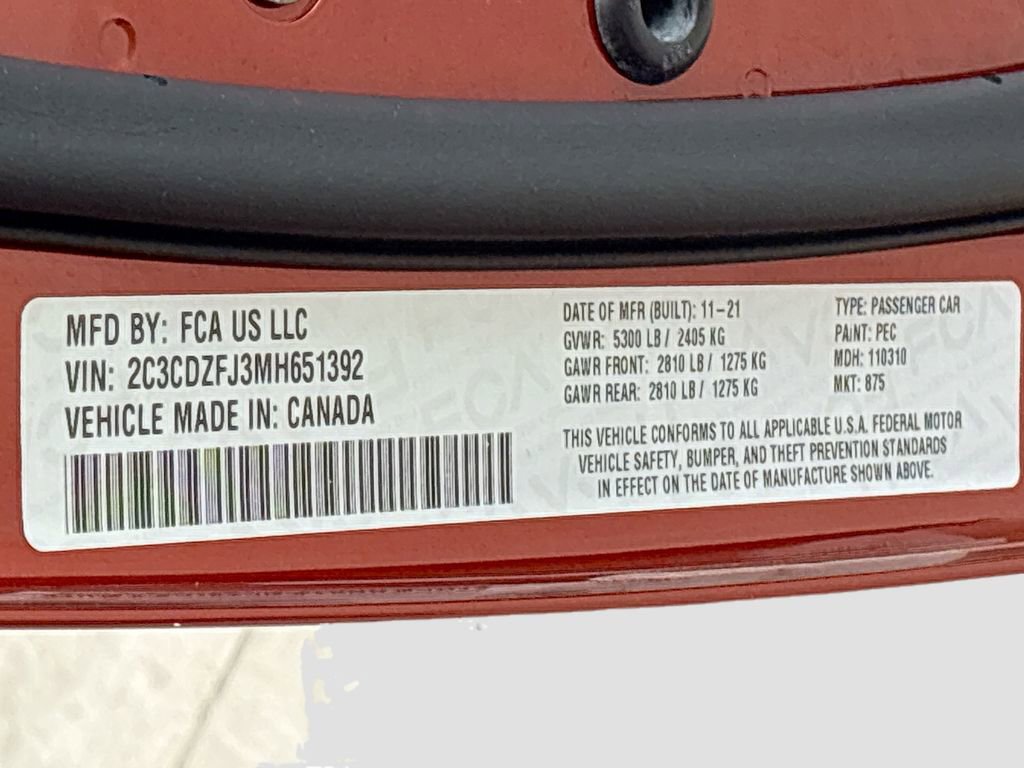 MFD BY: FCA US LLC
VIN: 2C3CDZFJ3MH651392
VEHICLE MADE IN: CANADA
DATE OF MFR (BUILT): 11-21
GVWR: 5300 LB / 2405 KG
GAWR FRONT: 2810 LB / 1275 KG
GAWR REAR: 2810 LB / 1275 KG
TYPE: PASSENGER CAR
PAINT: PEC
MDH: 110310
MKT: 875
THIS VEHICLE CONFORMS TO ALL APPLICABLE U.S.A. FEDERAL MOTOR
VEHICLE SAFETY, BUMPER, AND THEFT PREVENTION STANDARDS
IN EFFECT ON THE DATE OF MANUFACTURE SHOWN ABOVE.